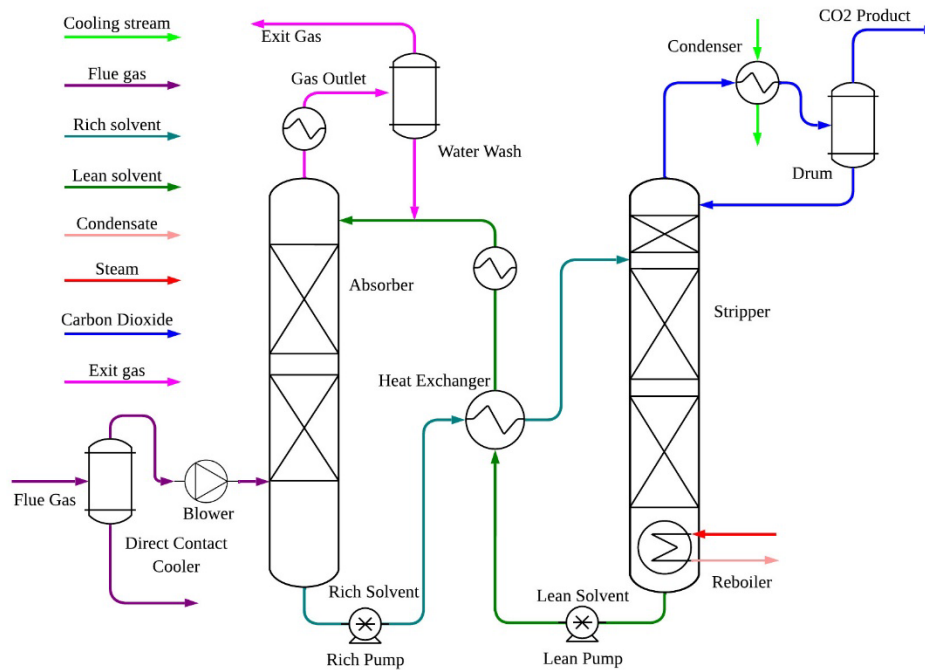 Cooling stream
Flue gas
Rich solvent
Lean solvent
Condensate
Steam
Carbon Dioxide
Exit gas
Exit Gas
Gas Outlet
Water Wash
Condenser
CO2 Product
Drum
Absorber
Stripper
Heat Exchanger
Flue Gas
Blower
Direct Contact
Cooler
Rich Solvent
Rich Pump
Lean Solvent
Lean Pump
Reboiler